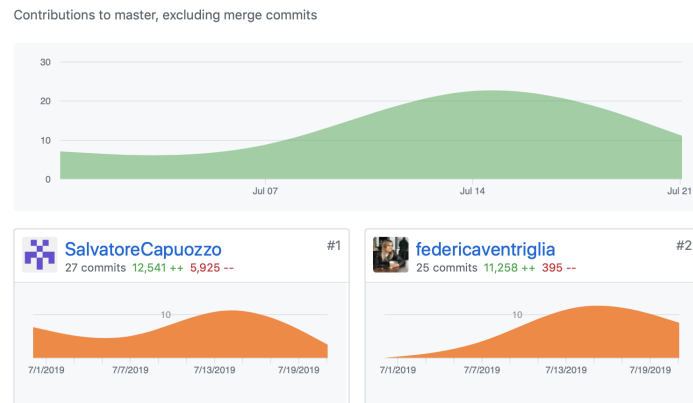 Contributions to master, excluding merge commits
30
20
10
0
Jul 07 Jul 14 Jul 21
SalvatoreCapuozzo #1
27 commits 12,541 ++ 5,925 --
10
7/1/2019 7/7/2019 7/13/2019 7/19/2019
federicaventriglia #2
25 commits 11,258 ++ 395 --
10
7/1/2019 7/7/2019 7/13/2019 7/19/2019